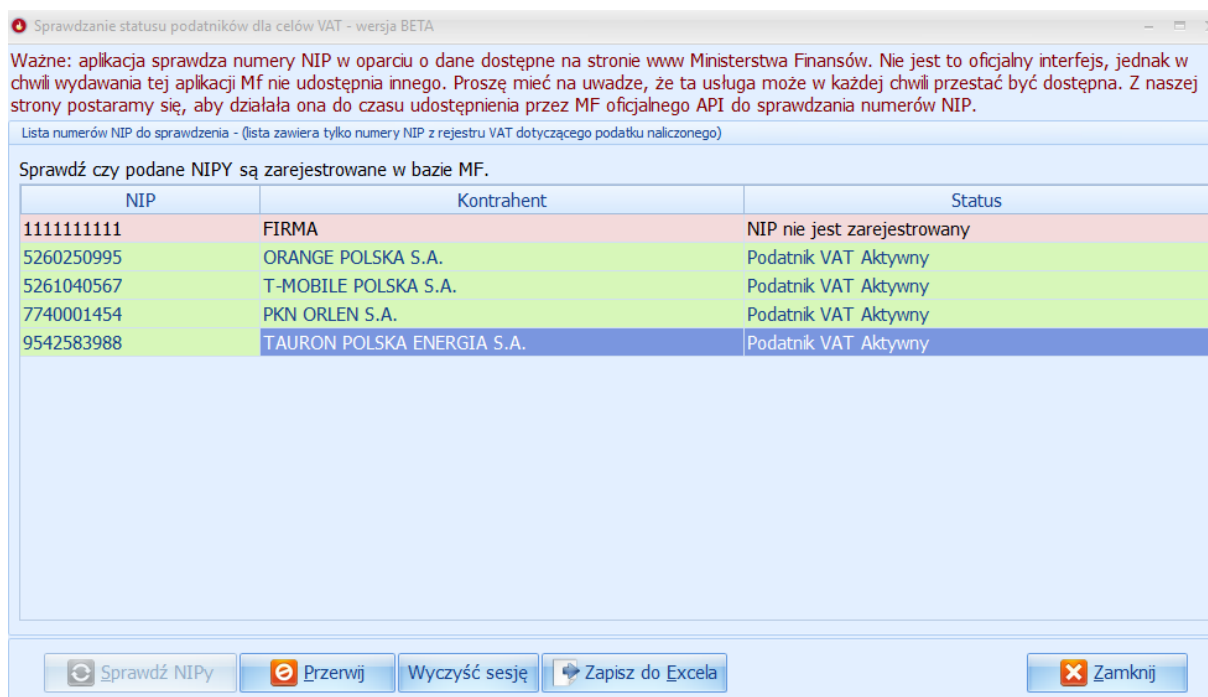 Sprawdzanie statusu podatników dla celów VAT - wersja BETA
Ważne: aplikacja sprawdza numery NIP w oparciu o dane dostępne na stronie www Ministerstwa Finansów. Nie jest to oficjalny interfejs, jednak w
chwili wydawania tej aplikacji Mf nie udostępnia innego. Proszę mieć na uwadze, że ta usługa może w każdej chwili przestać być dostępna. Z naszej
strony postaramy się, aby działała ona do czasu udostępnienia przez MF oficjalnego API do sprawdzania numerów NIP.
Lista numerów NIP do sprawdzenia - (lista zawiera tylko numery NIP z rejestru VAT dotyczącego podatku naliczonego)
Sprawdź czy podane NIPY są zarejestrowane w bazie MF.
NIP Kontrahent Status
1111111111 FIRMA NIP nie jest zarejestrowany
5260250995 ORANGE POLSKA S.A. Podatnik VAT Aktywny
5261040567 T-MOBILE POLSKA S.A. Podatnik VAT Aktywny
7740001454 PKN ORLEN S.A. Podatnik VAT Aktywny
9542583988 TAURON POLSKA ENERGIA S.A. Podatnik VAT Aktywny
Sprawdź NIPy Przerwij Wyczyść sesję Zapisz do Excela Zamknij